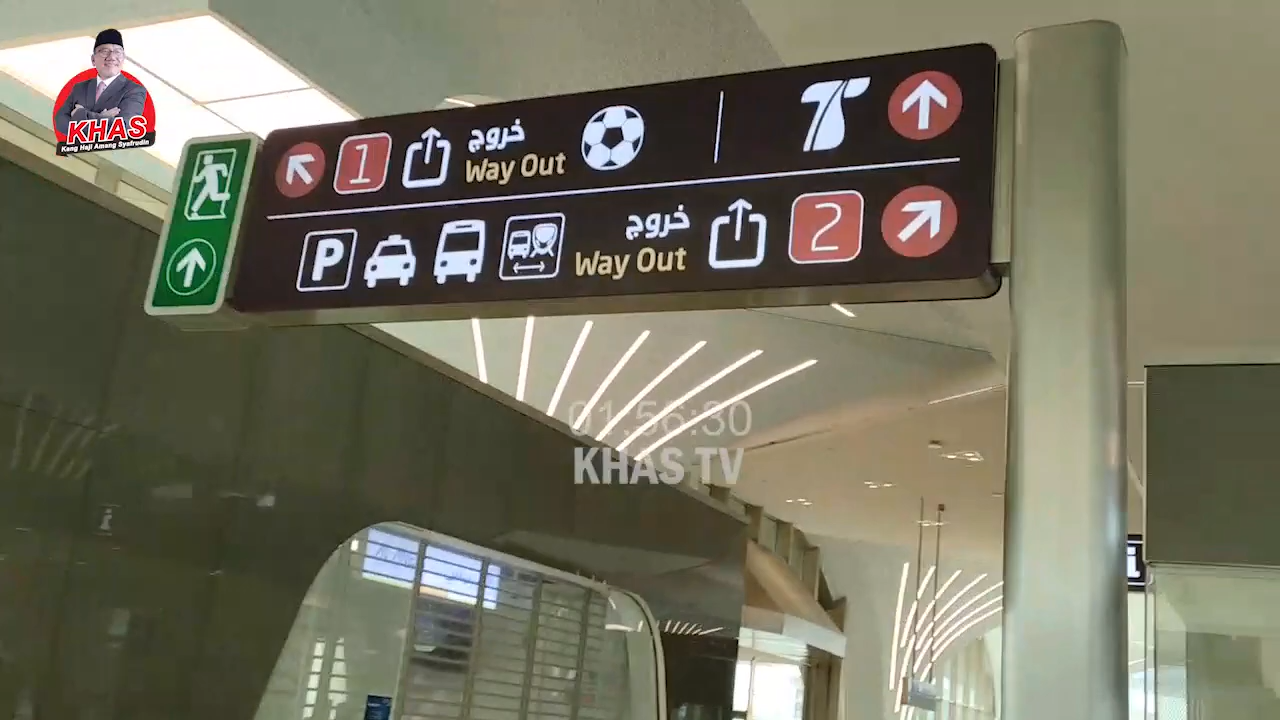 KHAS
Kang Haji Amang Syafrudin
1 خروج
Way Out
P خروج 2
Way Out
01:56:30
KHAS TV
i
i